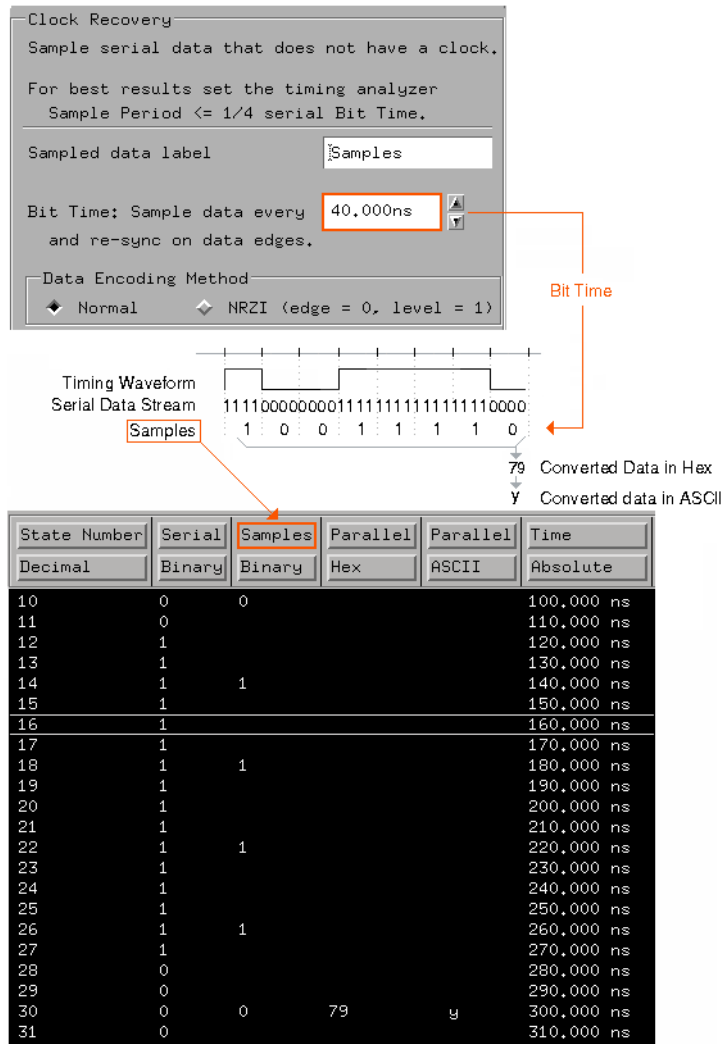 Clock Recovery
Sample serial data that does not have a clock.
For best results set the timing analyzer
Sample Period <= 1/4 serial Bit Time.
Sampled data label Samples
Bit Time: Sample data every 40.000ns
and re-sync on data edges.
Data Encoding Method
Normal NRZI (edge = 0, level = 1)
Bit Time
Timing Waveform
Serial Data Stream 11110000000011111111111111110000
Samples 1 0 0 1 1 1 1 0
79 Converted Data in Hex
y Converted data in ASCII
State Number Serial Samples Parallel Parallel Time
Decimal Binary Binary Hex ASCII Absolute
10 0 0 100.000 ns
11 0 110.000 ns
12 1 120.000 ns
13 1 130.000 ns
14 1 1 140.000 ns
15 1 150.000 ns
16 1 160.000 ns
17 1 170.000 ns
18 1 1 180.000 ns
19 1 190.000 ns
20 1 200.000 ns
21 1 210.000 ns
22 1 1 220.000 ns
23 1 230.000 ns
24 1 240.000 ns
25 1 250.000 ns
26 1 1 260.000 ns
27 1 270.000 ns
28 0 280.000 ns
29 0 290.000 ns
30 0 0 79 y 300.000 ns
31 0 310.000 ns